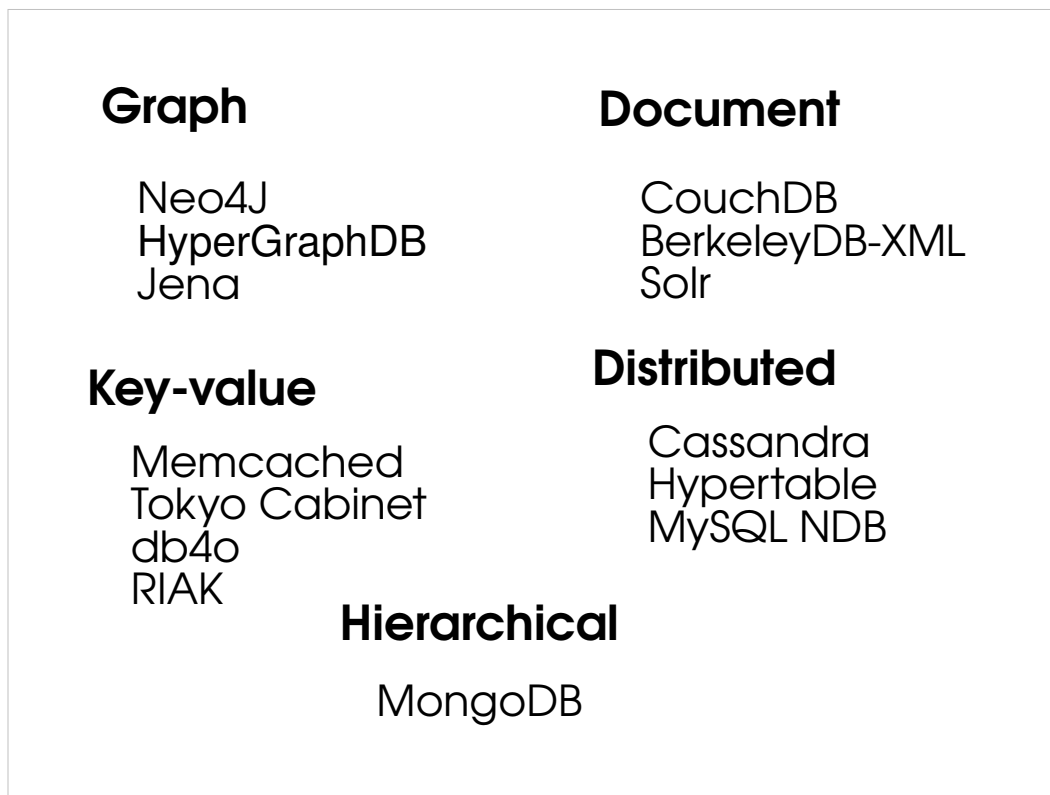 Graph
Neo4J
HyperGraphDB
Jena
Document
CouchDB
BerkeleyDB-XML
Solr
Key-value
Memcached
Tokyo Cabinet
db4o
RIAK
Distributed
Cassandra
Hypertable
MySQL NDB
Hierarchical
MongoDB